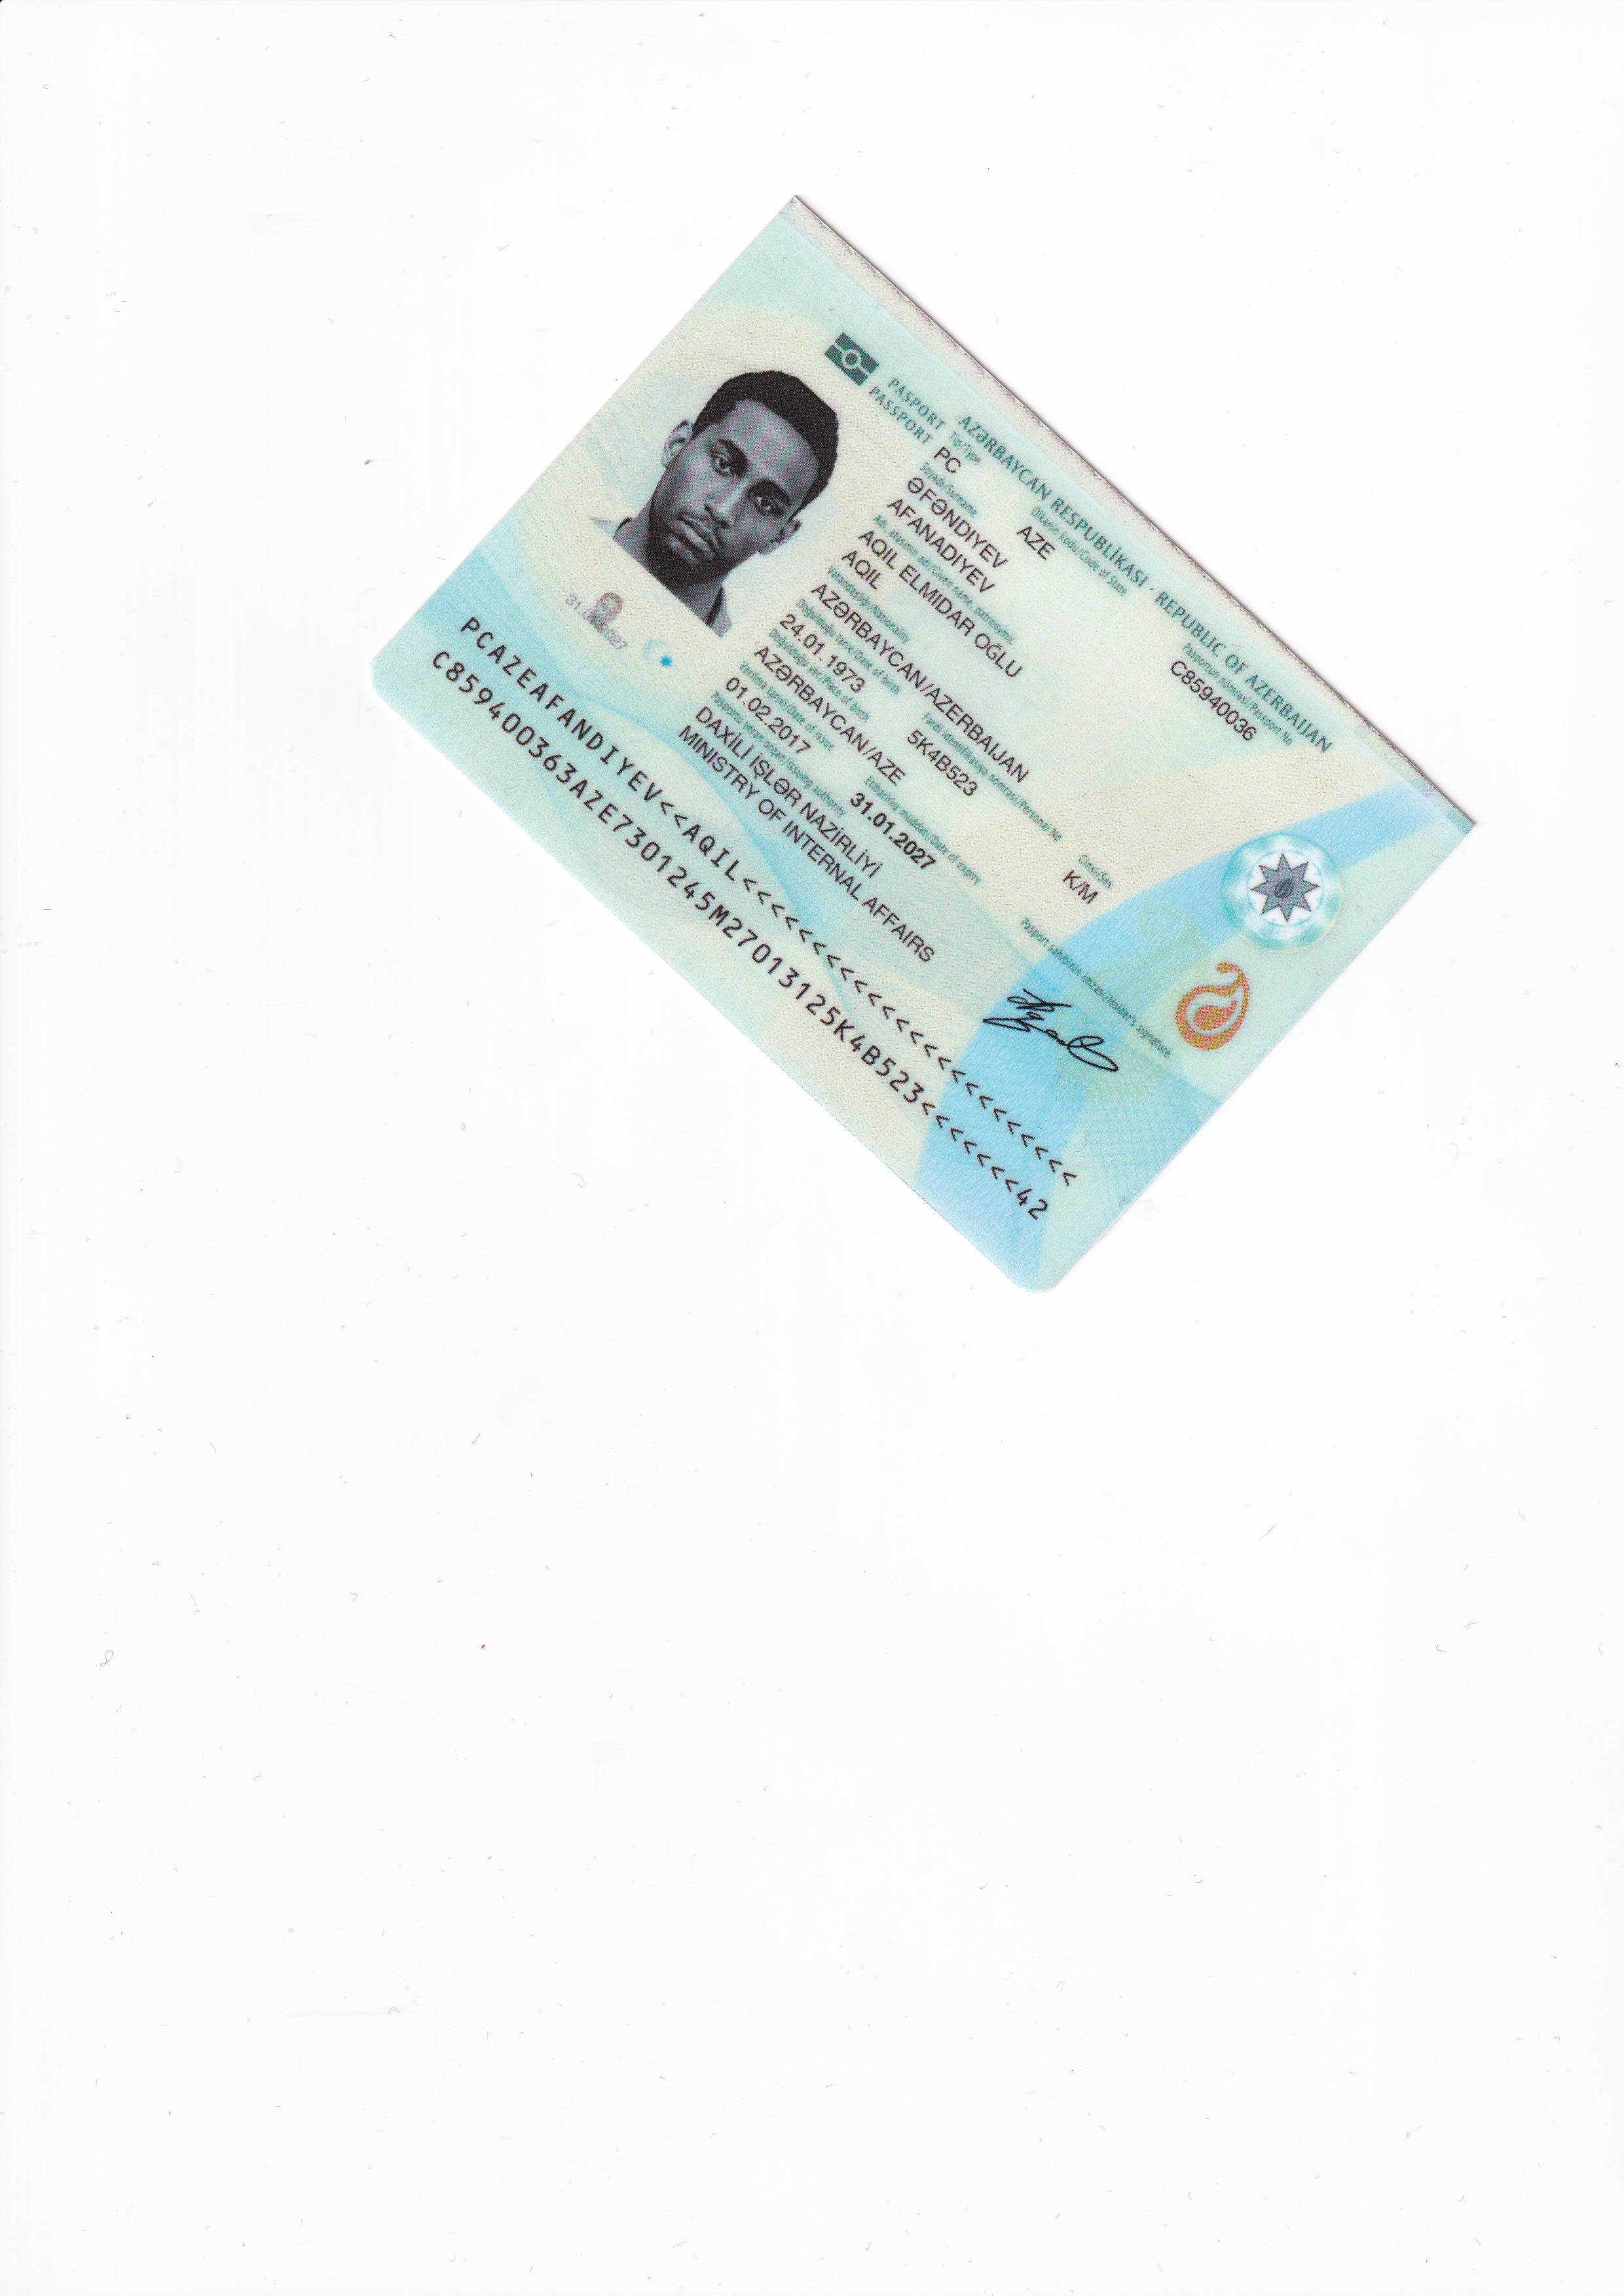 AZƏRBAYCAN RESPUBLİKASI · REPUBLIC OF AZERBAIJAN
PASPORT
PASSPORT
Tip/Type
PC
Ölkənin kodu/Code of State
AZE
Pasportun nömrəsi/Passport No
C85940036
Soyadı/Surname
ƏFƏNDIYEV
AFANADIYEV
Adı, atasının adı/Given name, patronymic
AQIL ELMIDAR OĞLU
AQIL
Vətəndaşlığı/Nationality
AZƏRBAYCAN/AZERBAIJAN
Doğulduğu tarix/Date of birth
24.01.1973
Fərdi identifikasiya nömrəsi/Personal No
5K4B523
Cinsi/Sex
K/M
Doğulduğu yer/Place of birth
AZƏRBAYCAN/AZE
Verilmə tarixi/Date of issue
01.02.2017
Etibarlılıq müddəti/Date of expiry
31.01.2027
Pasportu verən orqan/Issuing authority
DAXİLİ İŞLƏR NAZİRLİYİ
MINISTRY OF INTERNAL AFFAIRS
Pasport sahibinin imzası/Holder's signature
31.01.2027
PCAZEAFANDIYEV<<AQIL<<<<<<<<<<<<<<<<<<<<<<<<
C859400363AZE7301245M27013125K4B523<<<<<<<42